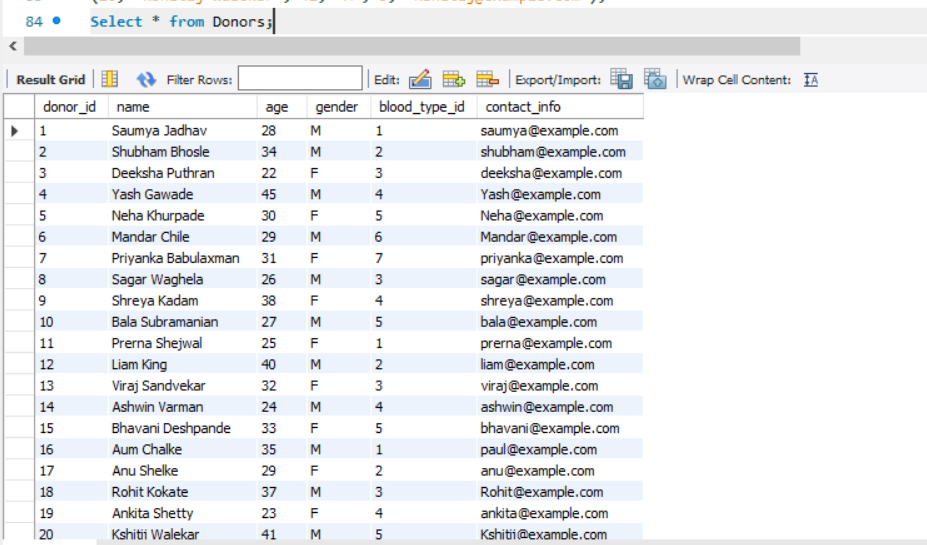 84 Select * from Donors;
Result Grid Filter Rows: Edit: Export/Import: Wrap Cell Content:
donor_id name age gender blood_type_id contact_info
1 Saumya Jadhav 28 M 1 saumya@example.com
2 Shubham Bhosle 34 M 2 shubham@example.com
3 Deeksha Puthran 22 F 3 deeksha@example.com
4 Yash Gawade 45 M 4 Yash@example.com
5 Neha Khurpade 30 F 5 Neha@example.com
6 Mandar Chile 29 M 6 Mandar@example.com
7 Priyanka Babulaxman 31 F 7 priyanka@example.com
8 Sagar Waghela 26 M 3 sagar@example.com
9 Shreya Kadam 38 F 4 shreya@example.com
10 Bala Subramanian 27 M 5 bala@example.com
11 Prerna Shejwal 25 F 1 prerna@example.com
12 Liam King 40 M 2 liam@example.com
13 Viraj Sandvekar 32 F 3 viraj@example.com
14 Ashwin Varman 24 M 4 ashwin@example.com
15 Bhavani Deshpande 33 F 5 bhavani@example.com
16 Aum Chalke 35 M 1 paul@example.com
17 Anu Shelke 29 F 2 anu@example.com
18 Rohit Kokate 37 M 3 Rohit@example.com
19 Ankita Shetty 23 F 4 ankita@example.com
20 Kshitij Walekar 41 M 5 Kshitij@example.com